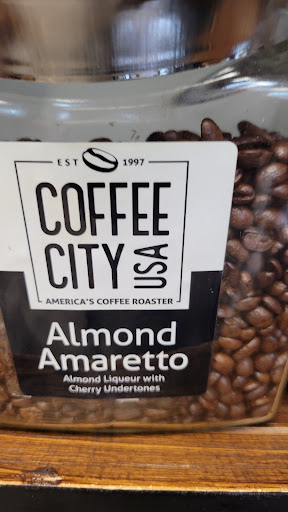 EST 1997
COFFEE
CITY USA
AMERICA'S COFFEE ROASTER
Almond
Amaretto
Almond Liqueur with
Cherry Undertones